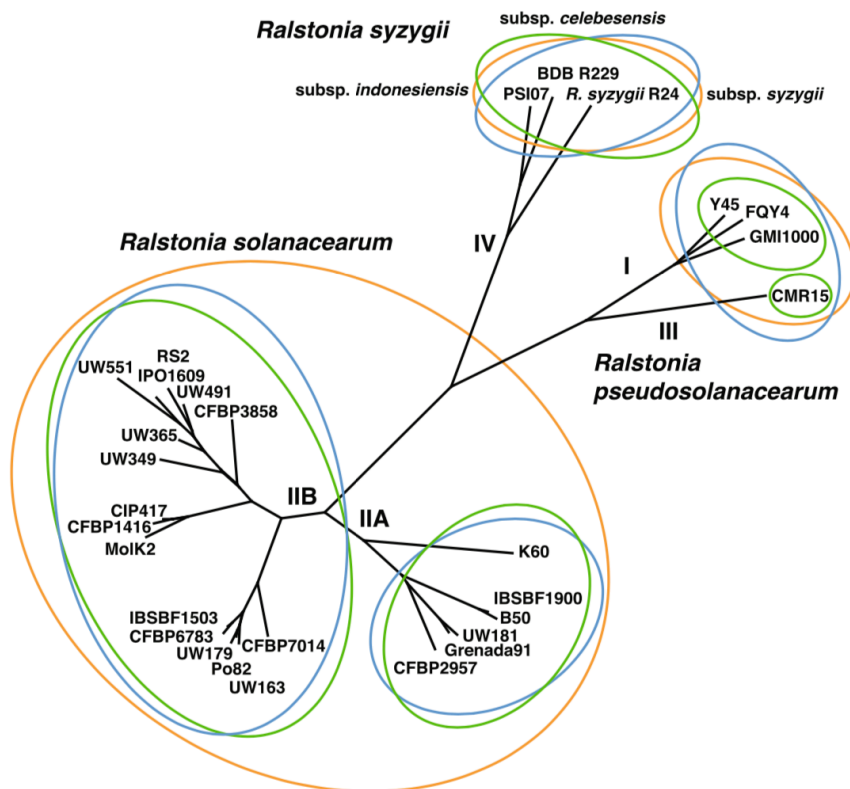 subsp. celebesensis
Ralstonia syzygii
BDB R229
subsp. indonesiensis
PSI07
R. syzygii R24
subsp. syzygii
Y45
FQY4
GMI1000
IV
Ralstonia solanacearum
I
CMR15
III
Ralstonia
pseudosolanacearum
RS2
UW551
IPO1609
UW491
CFBP3858
UW365
UW349
IIB
IIA
CIP417
CFBP1416
MolK2
K60
IBSBF1503
CFBP6783
UW179
CFBP7014
Po82
UW163
IBSBF1900
B50
UW181
Grenada91
CFBP2957